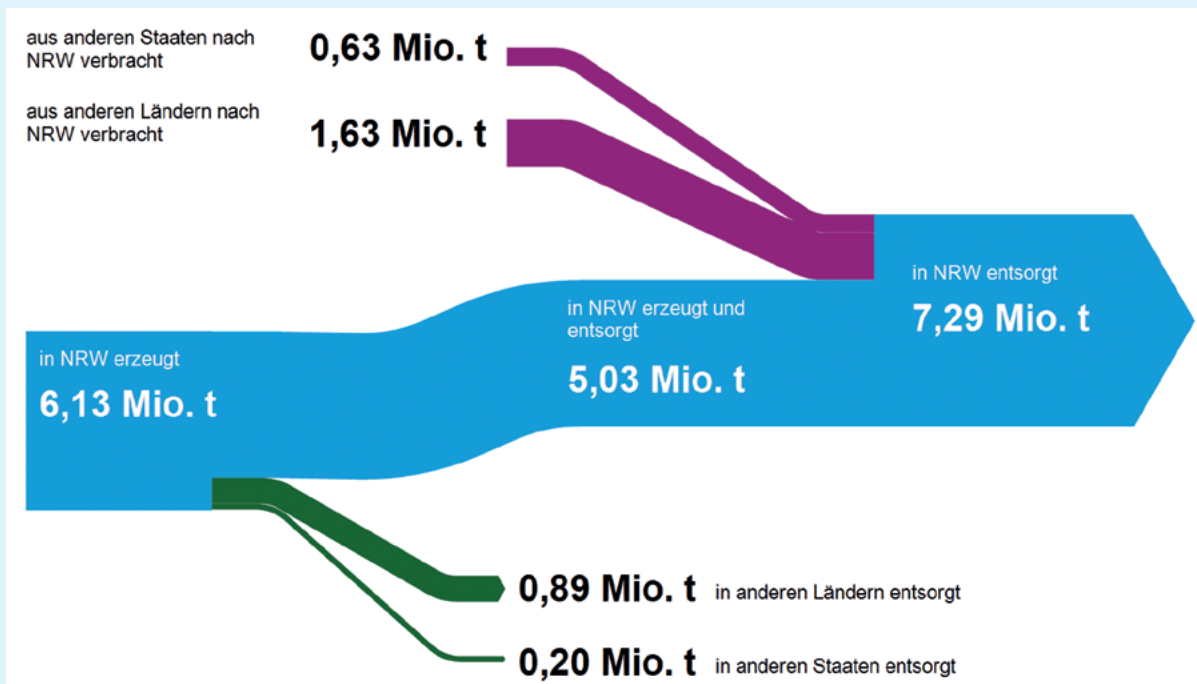 aus anderen Staaten nach
NRW verbracht
0,63 Mio. t
aus anderen Ländern nach
NRW verbracht
1,63 Mio. t
in NRW entsorgt
7,29 Mio. t
in NRW erzeugt und
entsorgt
5,03 Mio. t
in NRW erzeugt
6,13 Mio. t
0,89 Mio. t in anderen Ländern entsorgt
0,20 Mio. t in anderen Staaten entsorgt